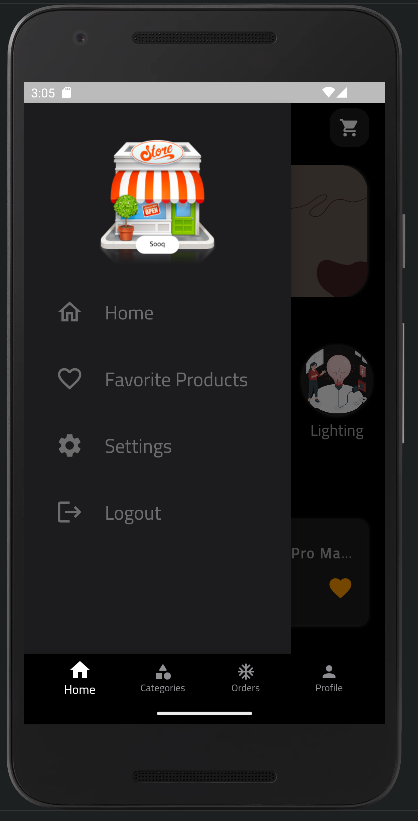 3:05
Store
OPEN
Sooq
Home
Favorite Products
Settings
Logout
Lighting
Pro Ma...
Home
Categories
Orders
Profile